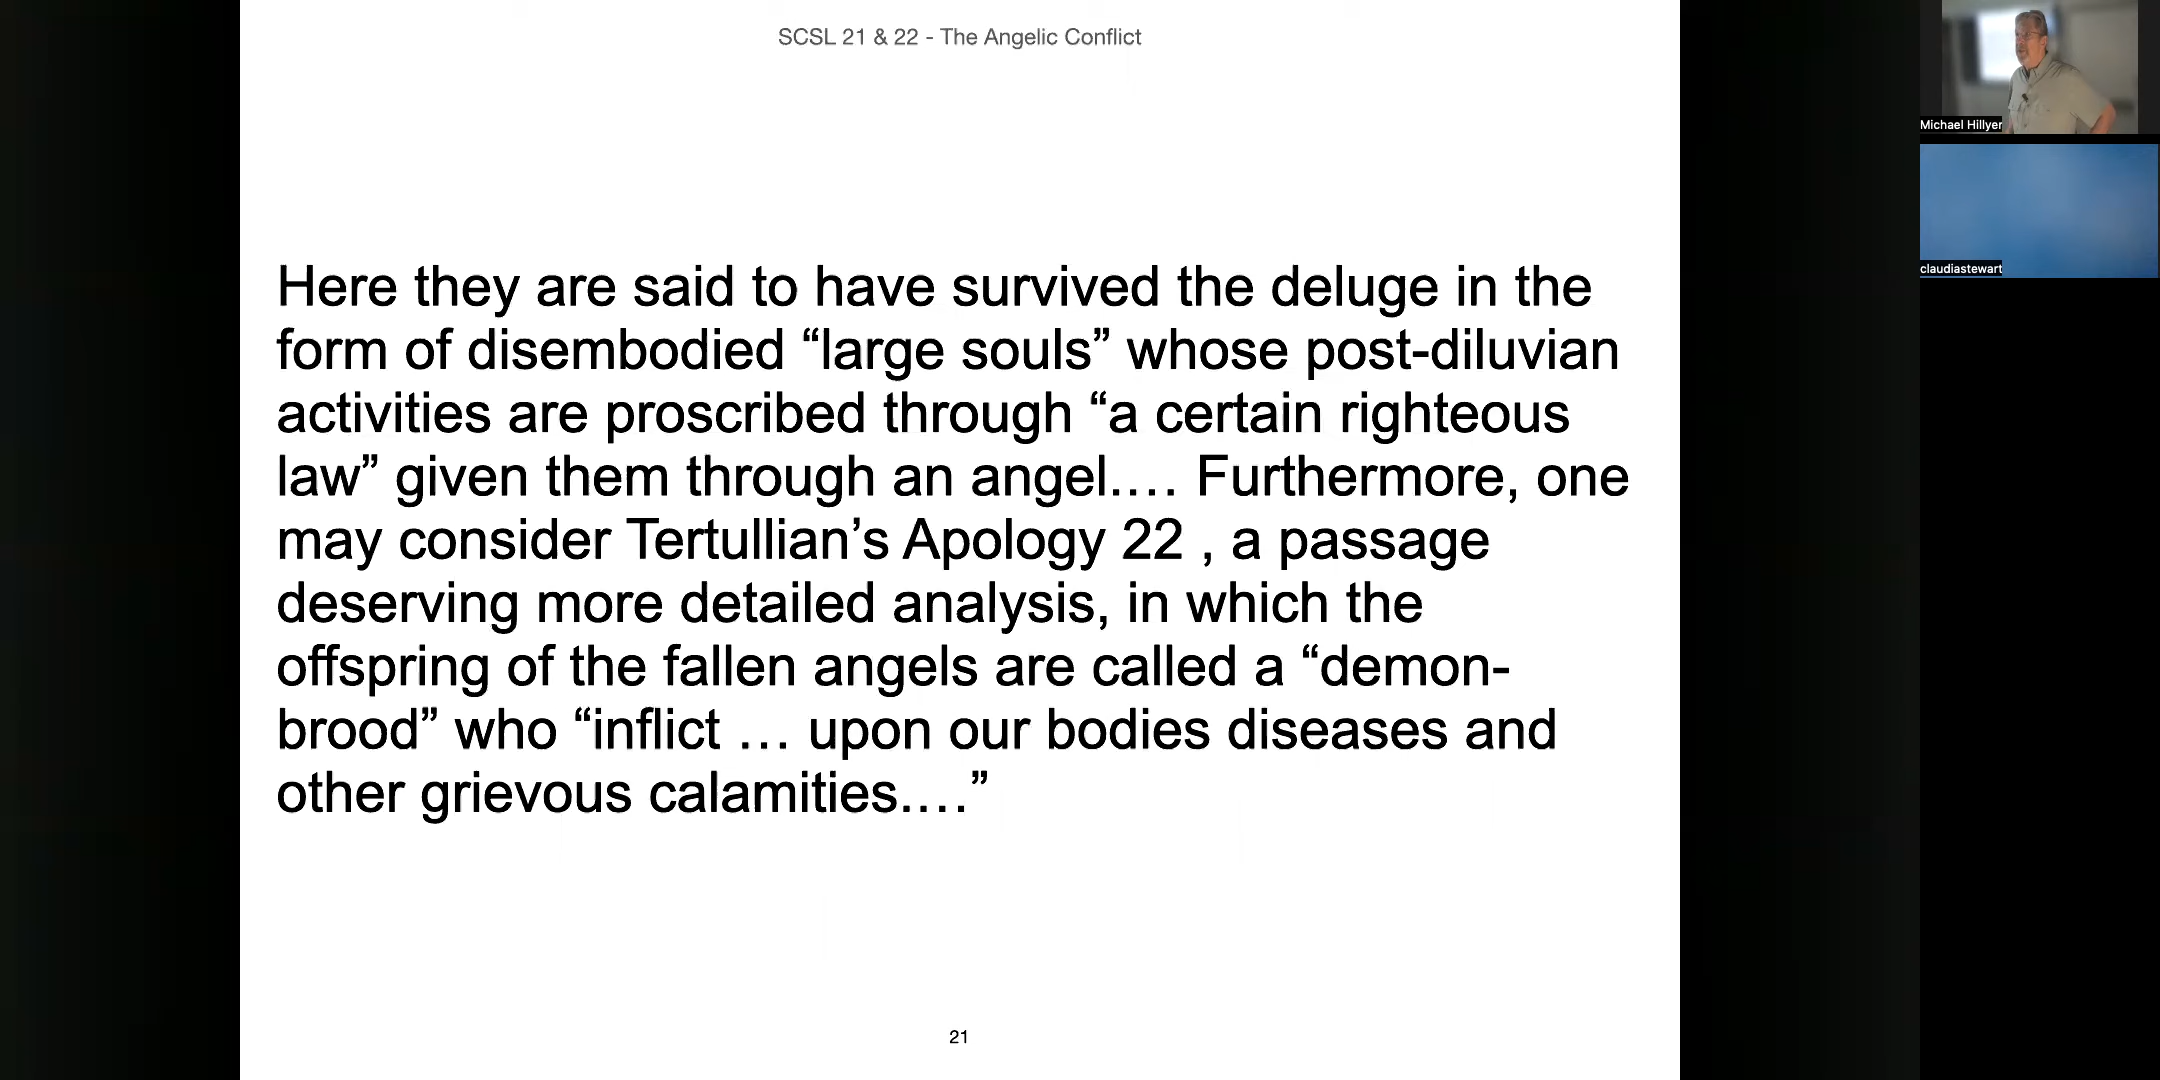 SCSL 21 & 22 - The Angelic Conflict
Here they are said to have survived the deluge in the
form of disembodied “large souls” whose post-diluvian
activities are proscribed through “a certain righteous
law” given them through an angel.… Furthermore, one
may consider Tertullian’s Apology 22 , a passage
deserving more detailed analysis, in which the
offspring of the fallen angels are called a “demon-
brood” who “inflict … upon our bodies diseases and
other grievous calamities.…”
21
Michael Hillyer
claudiastewart